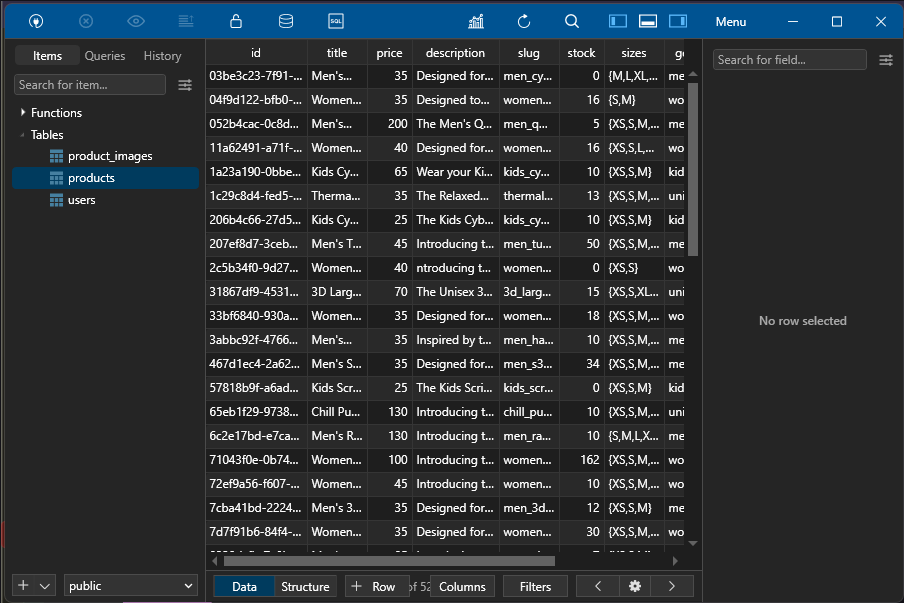 SQL Menu
Items Queries History
Search for item...
Functions
Tables
product_images
products
users
public
id title price description slug stock sizes
03be3c23-7f91-... Men's... 35 Designed for... men_cy... 0 {M,L,XL,... me
04f9d122-bfb0-... Women... 35 Designed to... women... 16 {S,M} wo
052b4cac-0c8d... Men's... 200 The Men's Q... men_q... 5 {XS,S,M,... me
11a62491-a71f-... Women... 40 Designed for... women... 16 {XS,S,L,... wo
1a23a190-0bbe... Kids Cy... 65 Wear your Ki... kids_cy... 10 {XS,S,M} kid
1c29c8d4-fed5-... Therma... 35 The Relaxed... thermal... 13 {XS,S,M,... uni
206b4c66-27d5... Kids Cy... 25 The Kids Cyb... kids_cy... 10 {XS,S,M} kid
207ef8d7-3ceb... Men's T... 45 Introducing t... men_tu... 50 {XS,S,M,... me
2c5b34f0-9d27... Women... 40 ntroducing t... women... 0 {XS,S} wo
31867df9-4531... 3D Larg... 70 The Unisex 3... 3d_larg... 15 {XS,S,XL... uni
33bf6840-930a... Women... 35 Designed for... women... 18 {XS,S,M,... wo
3abbc92f-4766... Men's... 35 Inspired by t... men_ha... 10 {XS,S,M,... me
467d1ec4-2a62... Men's S... 35 Designed for... men_s3... 34 {XS,S,M,... me
57818b9f-a6ad... Kids Scr... 25 The Kids Scri... kids_scr... 0 {XS,S,M} kid
65eb1f29-9738... Chill Pu... 130 Introducing t... chill_pu... 10 {XS,S,M,... uni
6c2e17bd-e7ca... Men's R... 130 Introducing t... men_ra... 10 {S,M,L,X... me
71043f0e-0b74... Women... 100 Introducing t... women... 162 {XS,S,M,... wo
72ef9a56-f607-... Women... 45 Introducing t... women... 10 {XS,S,M,... wo
7cba41bd-2224... Men's 3... 35 Designed for... men_3d... 12 {XS,S,M} me
7d7f91b6-84f4-... Women... 35 Designed for... women... 30 {XS,S,M,... wo
Data Structure + Row of 52 Columns Filters
Search for field...
No row selected